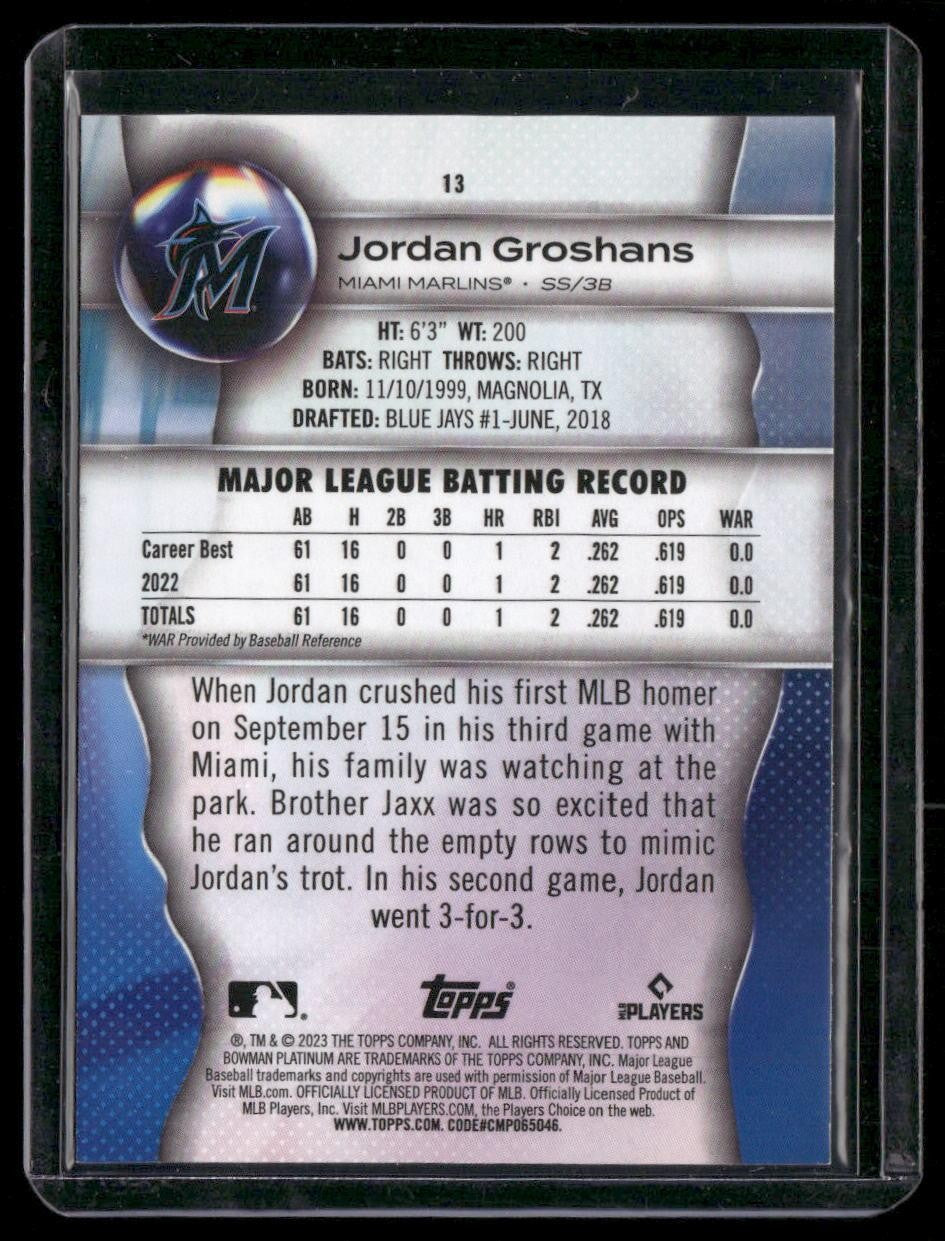 13
Jordan Groshans
MIAMI MARLINS® · SS/3B
HT: 6'3" WT: 200
BATS: RIGHT THROWS: RIGHT
BORN: 11/10/1999, MAGNOLIA, TX
DRAFTED: BLUE JAYS #1-JUNE, 2018
MAJOR LEAGUE BATTING RECORD
AB H 2B 3B HR RBI AVG OPS WAR
Career Best 61 16 0 0 1 2 .262 .619 0.0
2022 61 16 0 0 1 2 .262 .619 0.0
TOTALS 61 16 0 0 1 2 .262 .619 0.0
*WAR Provided by Baseball Reference
When Jordan crushed his first MLB homer
on September 15 in his third game with
Miami, his family was watching at the
park. Brother Jaxx was so excited that
he ran around the empty rows to mimic
Jordan's trot. In his second game, Jordan
went 3-for-3.
Topps® MLB PLAYERS
®, TM & © 2023 THE TOPPS COMPANY, INC. ALL RIGHTS RESERVED. TOPPS AND
BOWMAN PLATINUM ARE TRADEMARKS OF THE TOPPS COMPANY, INC. Major League
Baseball trademarks and copyrights are used with permission of Major League Baseball.
Visit MLB.com. OFFICIALLY LICENSED PRODUCT OF MLB. Officially Licensed Product of
MLB Players, Inc. Visit MLBPLAYERS.COM, the Players Choice on the web.
WWW.TOPPS.COM. CODE#CMP065046.